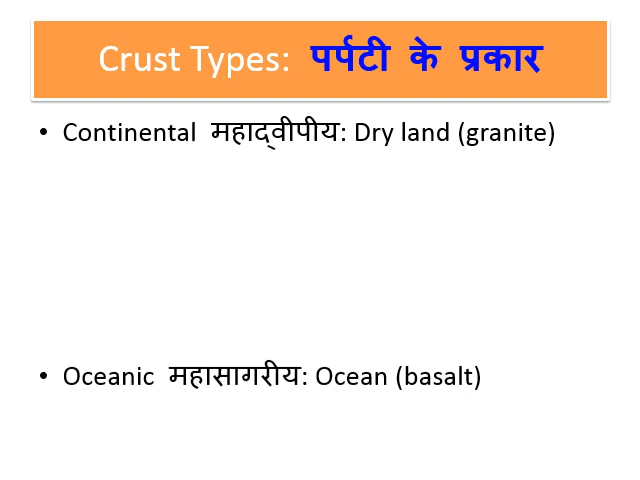 Crust Types: पर्पटी के प्रकार
• Continental महाद्वीपीय: Dry land (granite)
• Oceanic महासागरीय: Ocean (basalt)